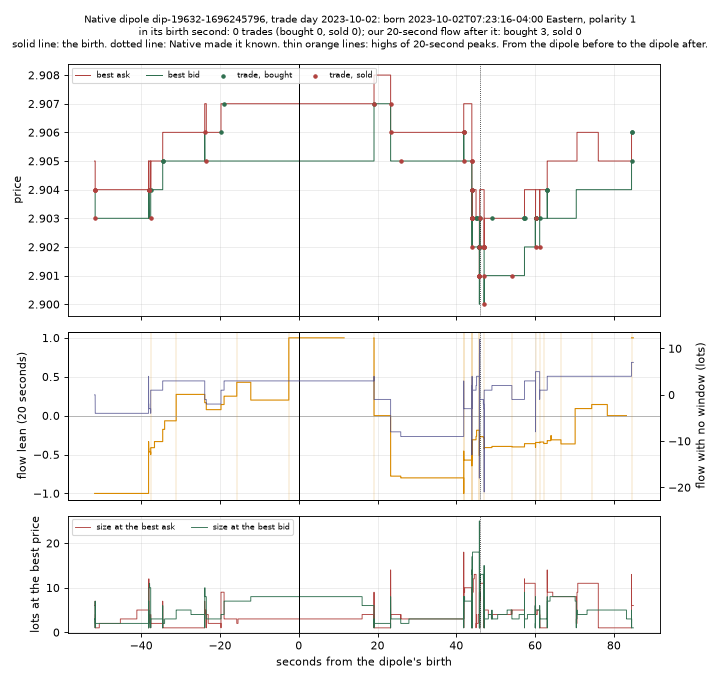 Native dipole dip-19632-1696245796, trade day 2023-10-02: born 2023-10-02T07:23:16-04:00 Eastern, polarity 1
in its birth second: 0 trades (bought 0, sold 0); our 20-second flow after it: bought 3, sold 0
solid line: the birth. dotted line: Native made it known. thin orange lines: highs of 20-second peaks. From the dipole before to the dipole after.
best ask
best bid
trade, bought
trade, sold
2.908
2.907
2.906
2.905
2.904
2.903
2.902
2.901
2.900
price
1.0
0.5
0.0
−0.5
−1.0
flow lean (20 seconds)
10
0
−10
−20
flow with no window (lots)
size at the best ask
size at the best bid
20
10
0
lots at the best price
−40
−20
0
20
40
60
80
seconds from the dipole's birth